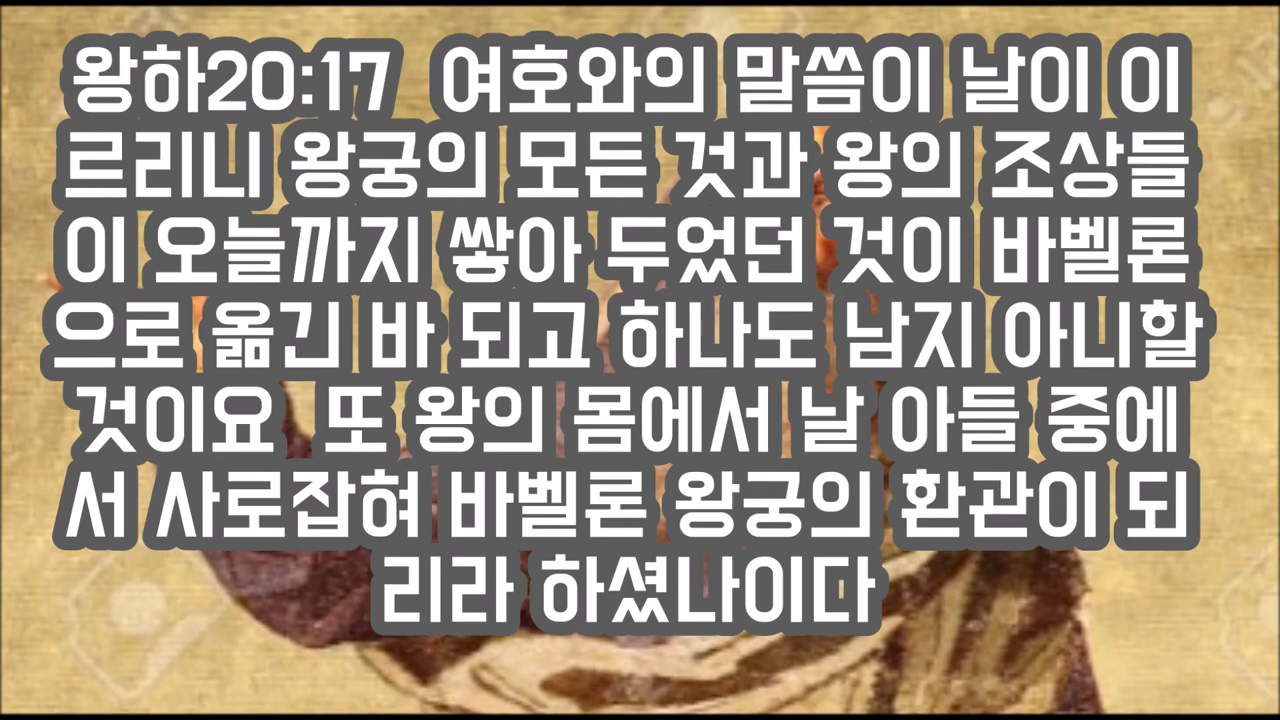 왕하20:17 여호와의 말씀이 날이 이
르리니 왕궁의 모든 것과 왕의 조상들
이 오늘까지 쌓아 두었던 것이 바벨론
으로 옮긴 바 되고 하나도 남지 아니할
것이요 또 왕의 몸에서 날 아들 중에
서 사로잡혀 바벨론 왕궁의 환관이 되
리라 하셨나이다